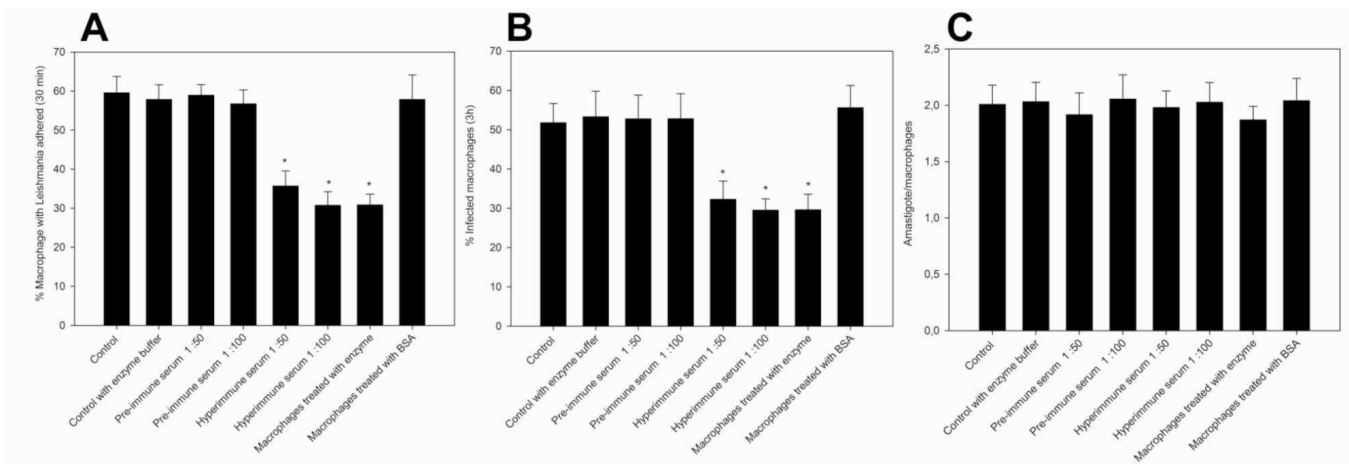 A
% Macrophage with Leishmania adhered (30 min)
70
60
50
40
30
20
10
0
*
*
*
Control
Control with enzyme buffer
Pre-immune serum 1:50
Pre-immune serum 1:100
Hyperimmune serum 1:50
Hyperimmune serum 1:100
Macrophages treated with enzyme
Macrophages treated with BSA
B
% Infected macrophages (3h)
70
60
50
40
30
20
10
0
*
*
*
Control
Control with enzyme buffer
Pre-immune serum 1:50
Pre-immune serum 1:100
Hyperimmune serum 1:50
Hyperimmune serum 1:100
Macrophages treated with enzyme
Macrophages treated with BSA
C
Amastigote/macrophages
2,5
2,0
1,5
1,0
0,5
0,0
Control
Control with enzyme buffer
Pre-immune serum 1:50
Pre-immune serum 1:100
Hyperimmune serum 1:50
Hyperimmune serum 1:100
Macrophages treated with enzyme
Macrophages treated with BSA